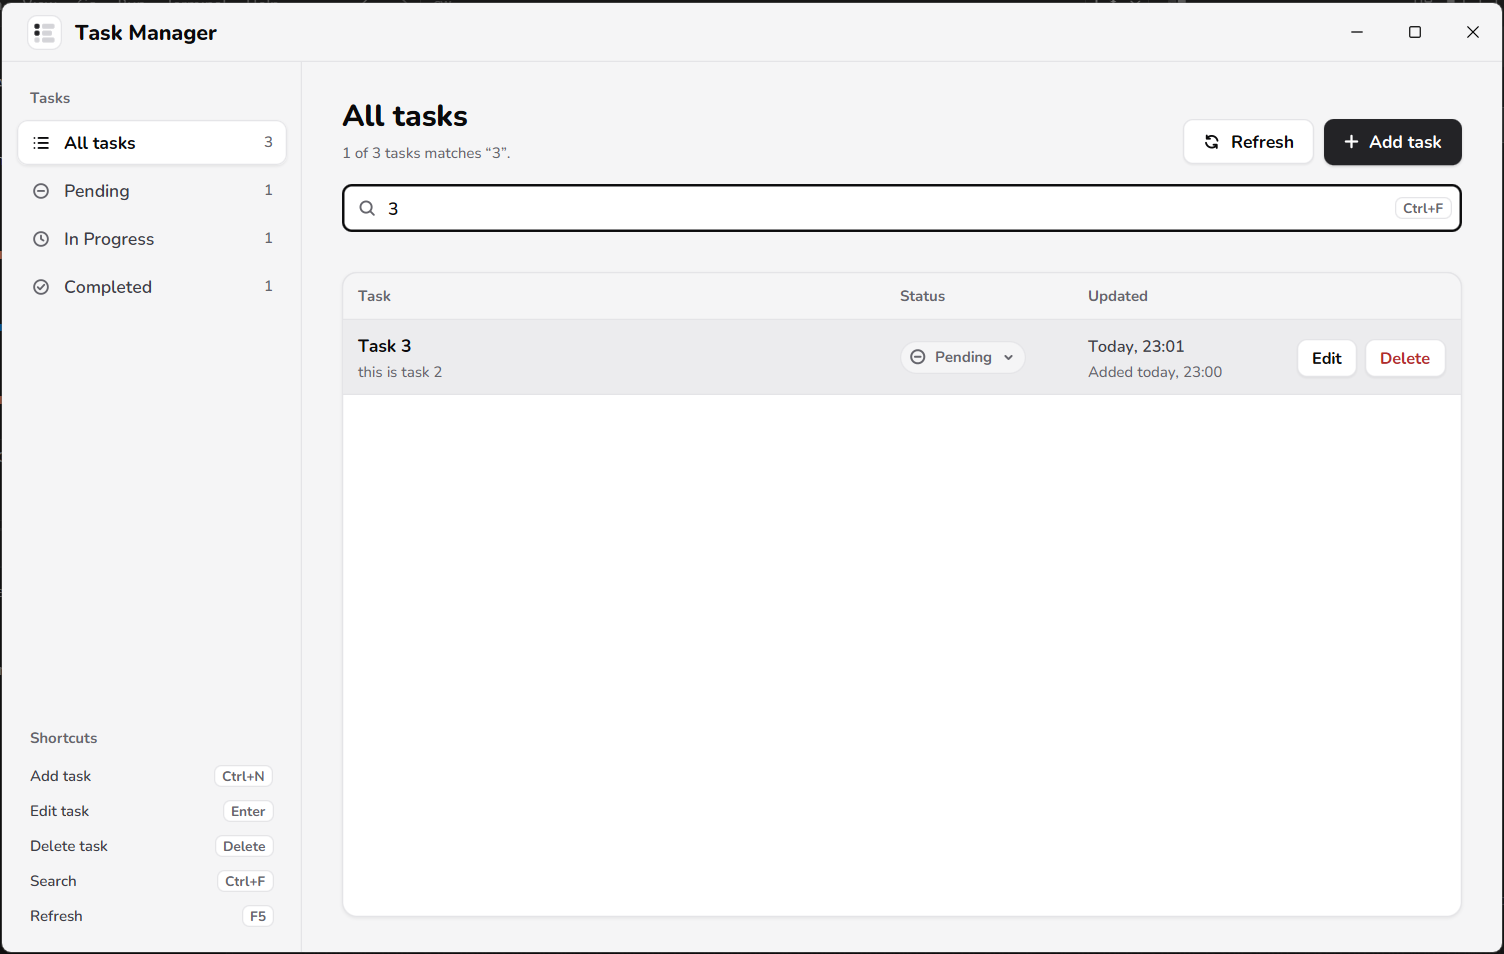 Task Manager
Tasks
All tasks 3
Pending 1
In Progress 1
Completed 1
Shortcuts
Add task Ctrl+N
Edit task Enter
Delete task Delete
Search Ctrl+F
Refresh F5
All tasks
1 of 3 tasks matches “3”.
Refresh
Add task
3 Ctrl+F
Task Status Updated
Task 3 Pending Today, 23:01 Edit Delete
this is task 2 Added today, 23:00